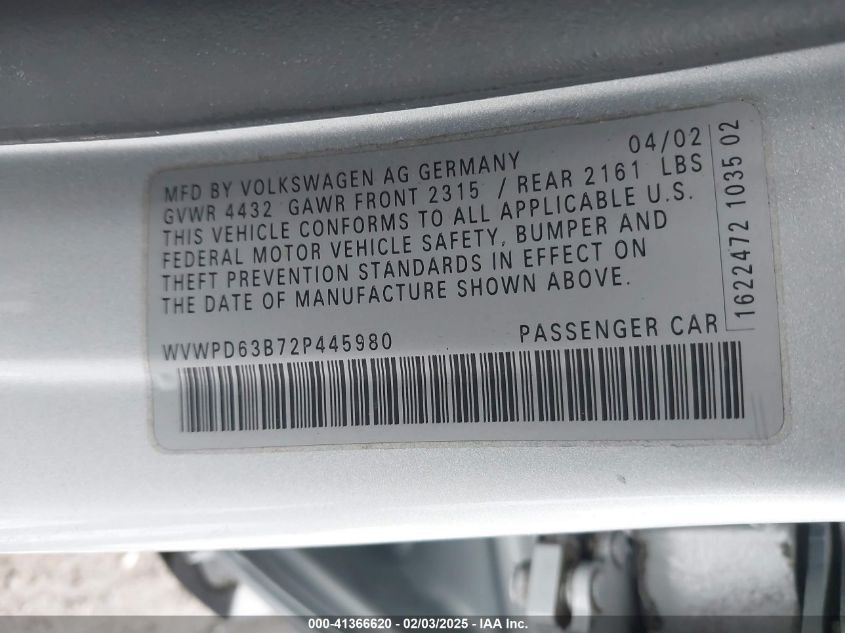 04/02
MFD BY VOLKSWAGEN AG GERMANY
GVWR 4432 GAWR FRONT 2315 / REAR 2161 LBS
THIS VEHICLE CONFORMS TO ALL APPLICABLE U.S.
FEDERAL MOTOR VEHICLE SAFETY, BUMPER AND
THEFT PREVENTION STANDARDS IN EFFECT ON
THE DATE OF MANUFACTURE SHOWN ABOVE.
WVWPD63B72P445980 PASSENGER CAR
1622472 1035 02
000-41366620 - 02/03/2025 - IAA Inc.